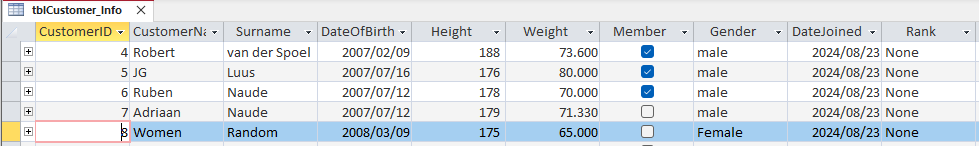 tblCustomer_Info
CustomerID CustomerNa Surname DateOfBirth Height Weight Member Gender DateJoined Rank
4 Robert van der Spoel 2007/02/09 188 73.600 male 2024/08/23 None
5 JG Luus 2007/07/16 176 80.000 male 2024/08/23 None
6 Ruben Naude 2007/07/12 178 70.000 male 2024/08/23 None
7 Adriaan Naude 2007/07/12 179 71.330 male 2024/08/23 None
8 Women Random 2008/03/09 175 65.000 Female 2024/08/23 None